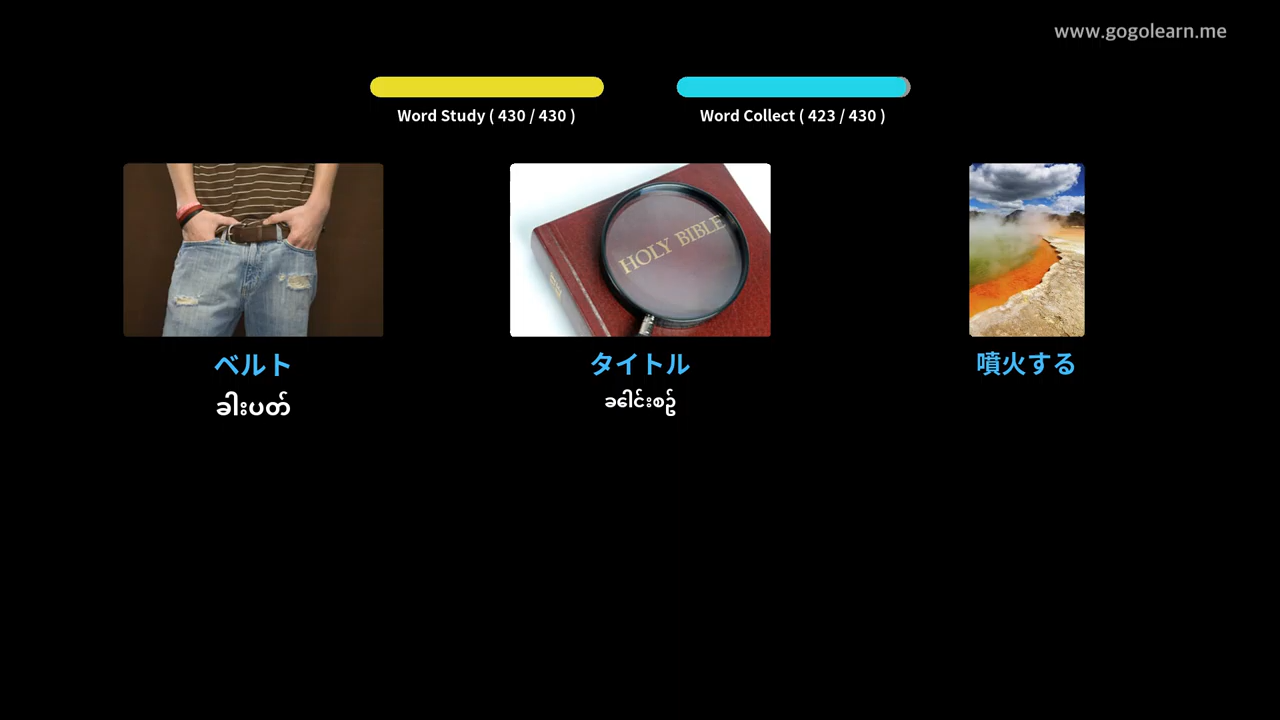 www.gogolearn.me
Word Study ( 430 / 430 )
Word Collect ( 423 / 430 )
HOLY BIBLE
ベルト
タイトル
噴火する
ခါးပတ်
ခေါင်းစဉ်